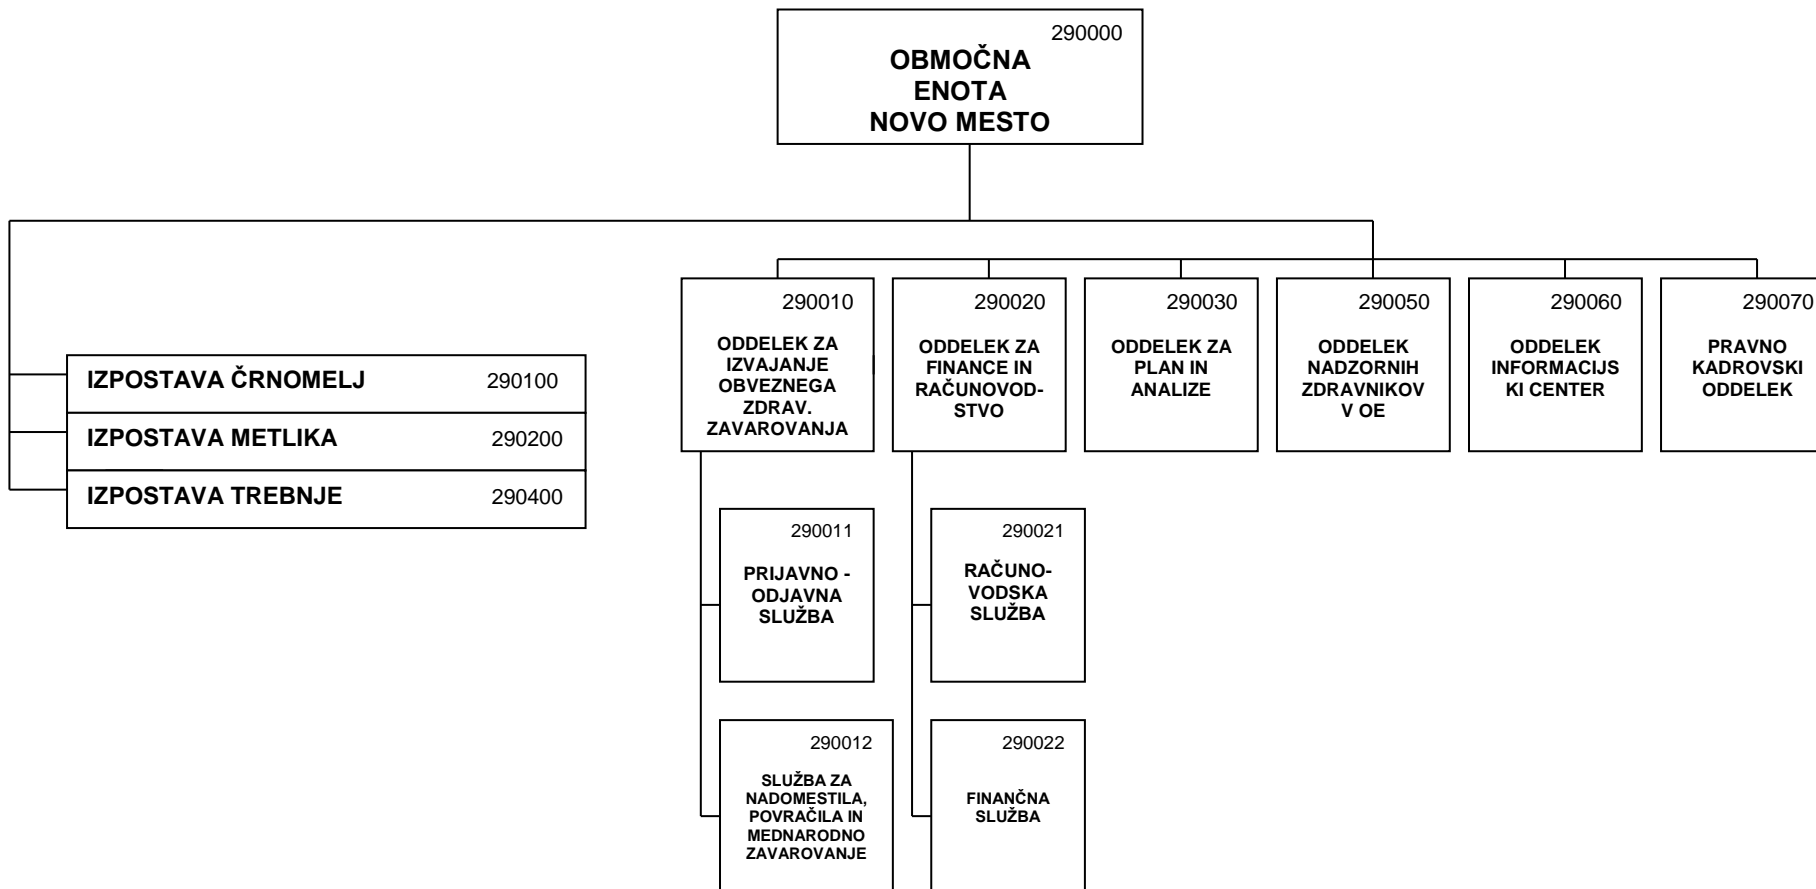 290000
OBMOČNA
ENOTA
NOVO MESTO
IZPOSTAVA ČRNOMELJ 290100
IZPOSTAVA METLIKA 290200
IZPOSTAVA TREBNJE 290400
290010
ODDELEK ZA
IZVAJANJE
OBVEZNEGA
ZDRAV.
ZAVAROVANJA
290020
ODDELEK ZA
FINANCE IN
RAČUNOVOD-
STVO
290030
ODDELEK ZA
PLAN IN
ANALIZE
290050
ODDELEK
NADZORNIH
ZDRAVNIKOV
V OE
290060
ODDELEK
INFORMACIJS
KI CENTER
290070
PRAVNO
KADROVSKI
ODDELEK
290011
PRIJAVNO -
ODJAVNA
SLUŽBA
290021
RAČUNO-
VODSKA
SLUŽBA
290012
SLUŽBA ZA
NADOMESTILA,
POVRAČILA IN
MEDNARODNO
ZAVAROVANJE
290022
FINANČNA
SLUŽBA